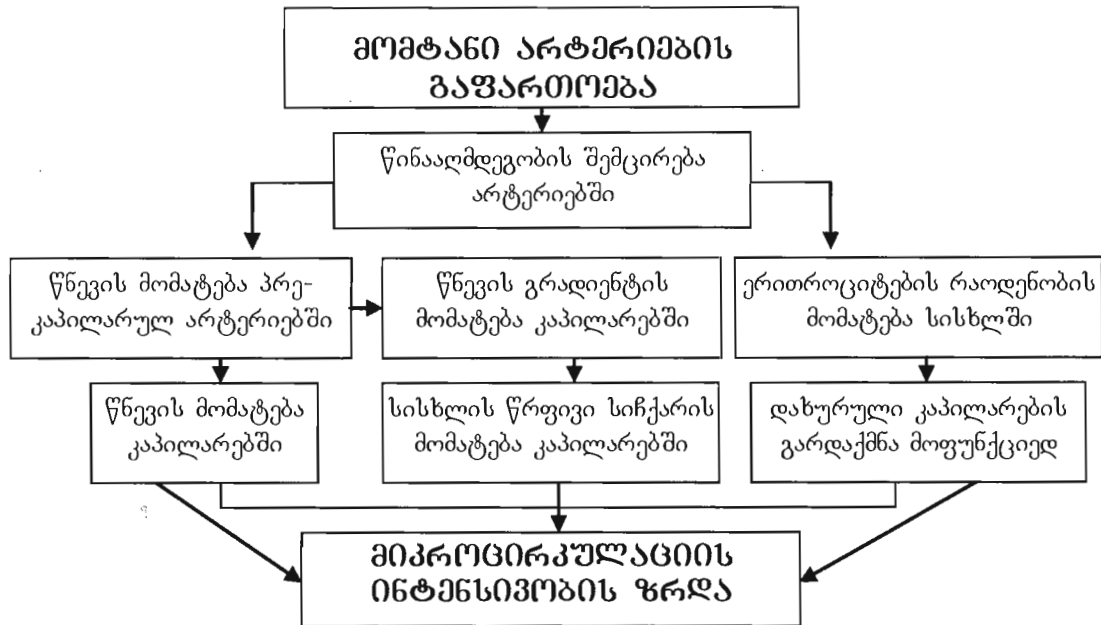 მომტანი არტერიების
გაფართოება
წინააღმდეგობის შემცირება
არტერიებში
წნევის მომატება პრე-
კაპილარულ არტერიებში
წნევის გრადიენტის
მომატება კაპილარებში
ერითროციტების რაოდენობის
მომატება სისხლში
წნევის მომატება
კაპილარებში
სისხლის წრფივი სიჩქარის
მომატება კაპილარებში
დახურული კაპილარების
გარდაქმნა მოფუნქციედ
მიკროცირკულაციის
ინტენსივობის ზრდა